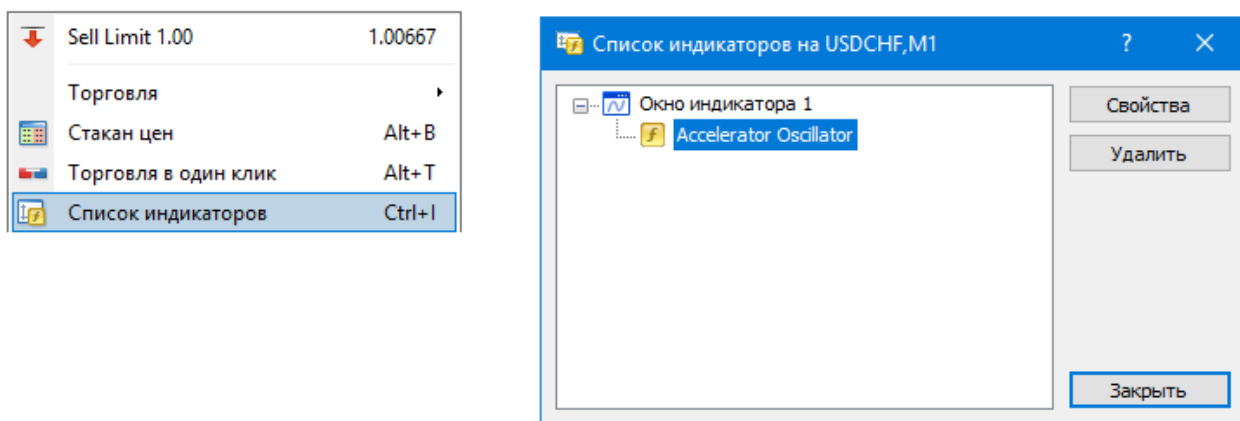 Sell Limit 1.00 1.00667
Торговля
Стакан цен Alt+B
Торговля в один клик Alt+T
Список индикаторов Ctrl+I
Список индикаторов на USDCHF,M1 ?
Окно индикатора 1
Accelerator Oscillator
Свойства
Удалить
Закрыть